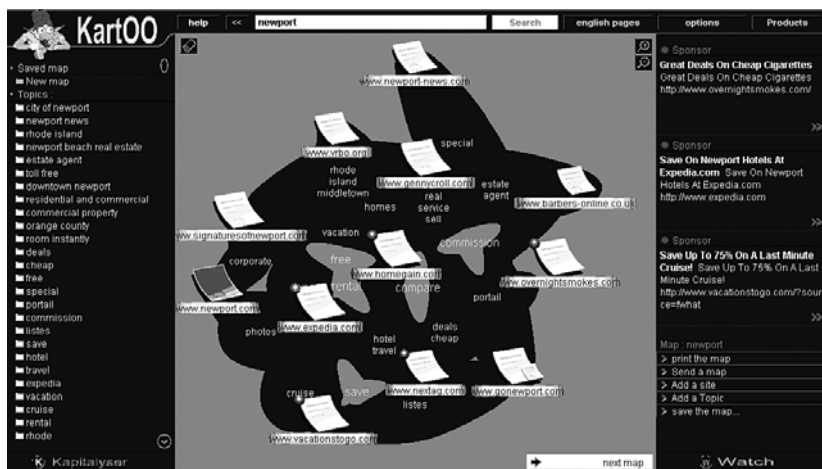 KartOO
help
<<
newport
Search
english pages
options
Products
Saved map
()
New map
Topics :
city of newport
newport news
rhode island
newport beach real estate
estate agent
toll free
downtown newport
residential and commercial
commercial property
orange county
room instantly
deals
cheap
free
special
portail
commission
listes
save
hotel
travel
expedia
vacation
cruise
rental
rhode
Kapitalyser
www.newport-news.com
special
www.vrbo.org
www.gennycroll.com
rhode
island
middletown
homes
real
service
sell
estate
agent
www.barbers-online.co.uk
www.signaturesofnewport.com
vacation
commission
corporate
free
www.homegain.com
www.overnightsmokes.com
www.newport.com
rental
compare
portail
www.expedia.com
photos
hotel
travel
deals
cheap
cruise
save
www.nextag.com
www.gonewport.com
listes
www.vacationstogo.com
next map
Sponsor
Great Deals On Cheap Cigarettes
Great Deals On Cheap Cigarettes
http://www.overnightsmokes.com/
>>
Sponsor
Save On Newport Hotels At
Expedia.com Save On Newport
Hotels At Expedia.com
http://www.expedia.com
>>
Sponsor
Save Up To 75% On A Last Minute
Cruise! Save Up To 75% On A Last
Minute Cruise!
http://www.vacationstogo.com/?sour
ce=fwhat
>>
Map : newport
> print the map
> Send a map
> Add a site
> Add a Topic
> save the map...
Watch